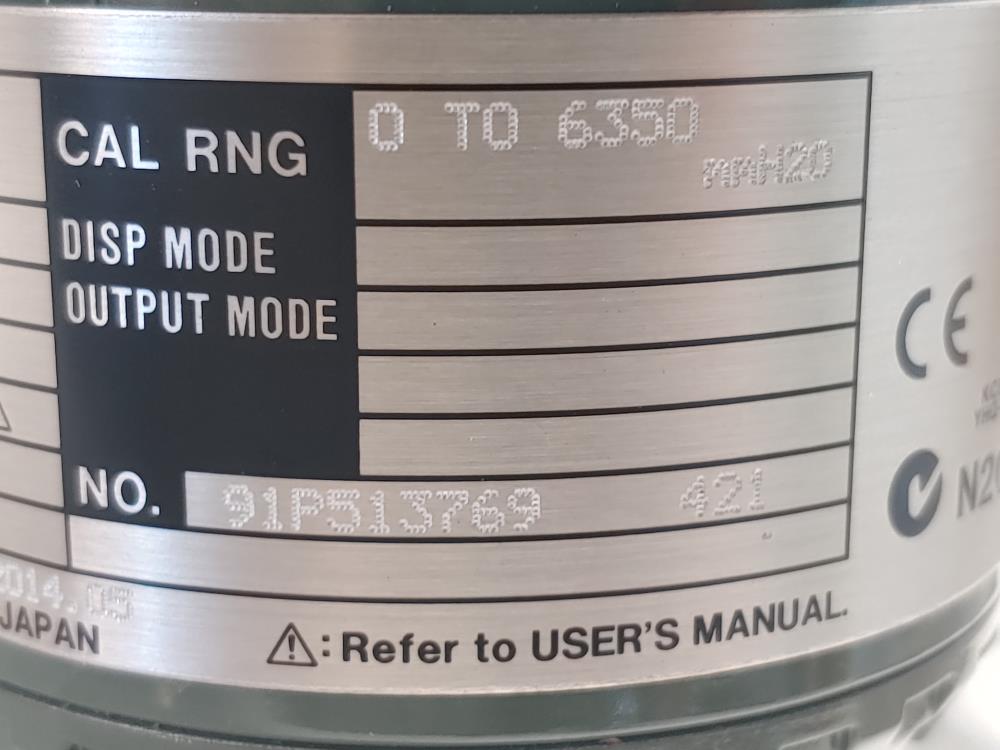 CAL RNG 0 TO 6350
mmH2O
DISP MODE
OUTPUT MODE
CE
NO. 91P513769 421
2014.05
JAPAN
⚠: Refer to USER'S MANUAL.